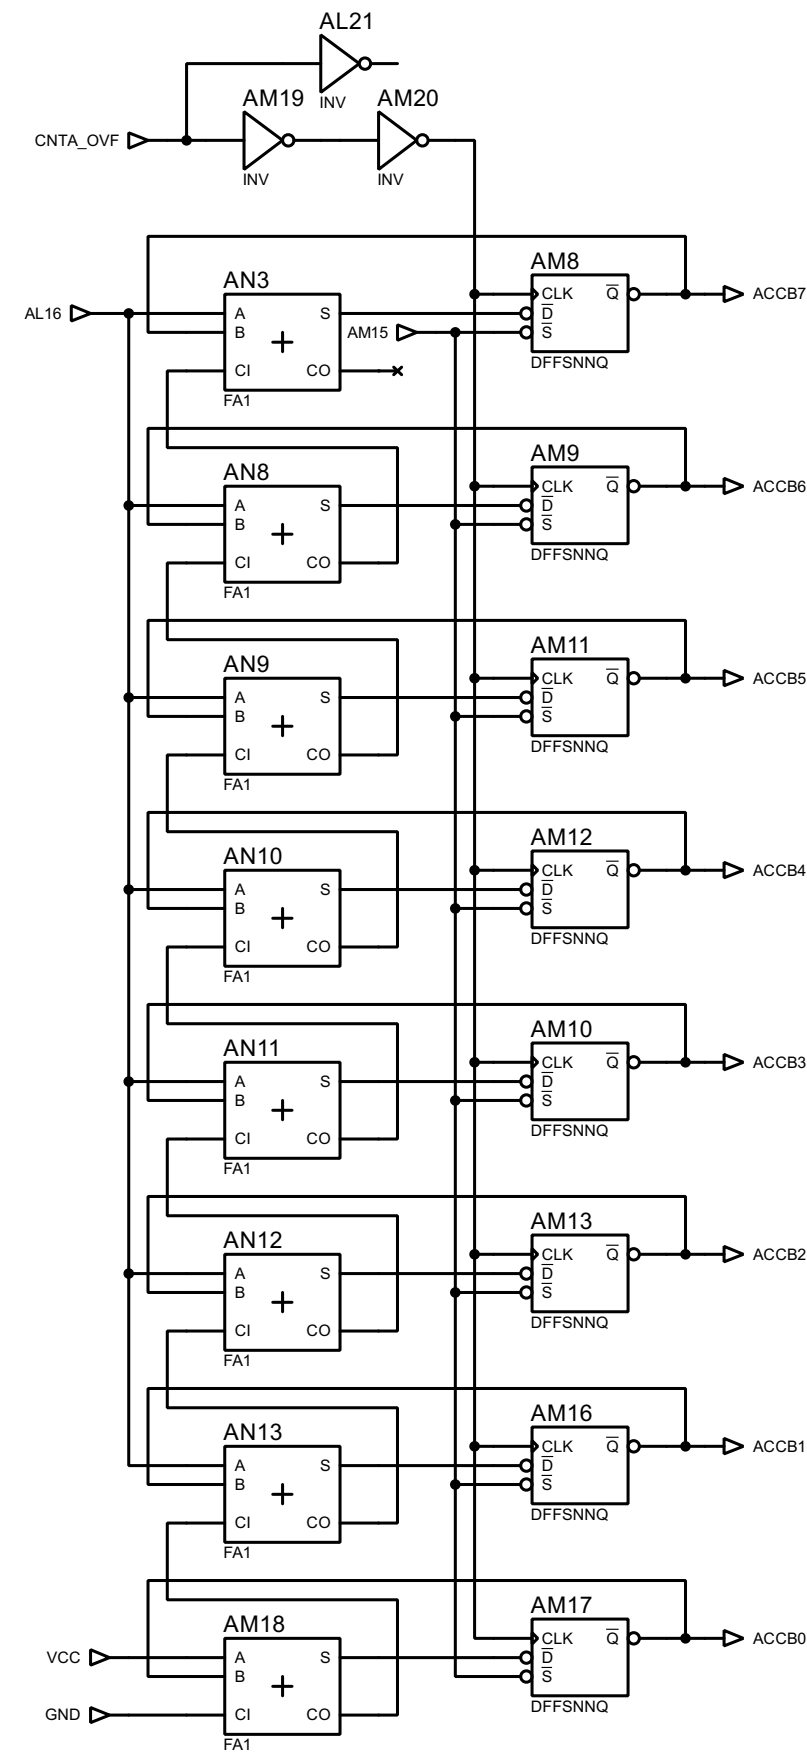 AL21
INV
AM19 AM20
CNTA_OVF
INV INV
AN3 AM8
AL16 A S AM15 CLK Q̅ ACCB7
B D̅
CI CO S̅
FA1 DFFSNNQ
AN8 AM9
A S CLK Q̅ ACCB6
B D̅
CI CO S̅
FA1 DFFSNNQ
AN9 AM11
A S CLK Q̅ ACCB5
B D̅
CI CO S̅
FA1 DFFSNNQ
AN10 AM12
A S CLK Q̅ ACCB4
B D̅
CI CO S̅
FA1 DFFSNNQ
AN11 AM10
A S CLK Q̅ ACCB3
B D̅
CI CO S̅
FA1 DFFSNNQ
AN12 AM13
A S CLK Q̅ ACCB2
B D̅
CI CO S̅
FA1 DFFSNNQ
AN13 AM16
A S CLK Q̅ ACCB1
B D̅
CI CO S̅
FA1 DFFSNNQ
AM18 AM17
VCC A S CLK Q̅ ACCB0
B D̅
GND CI CO S̅
FA1 DFFSNNQ